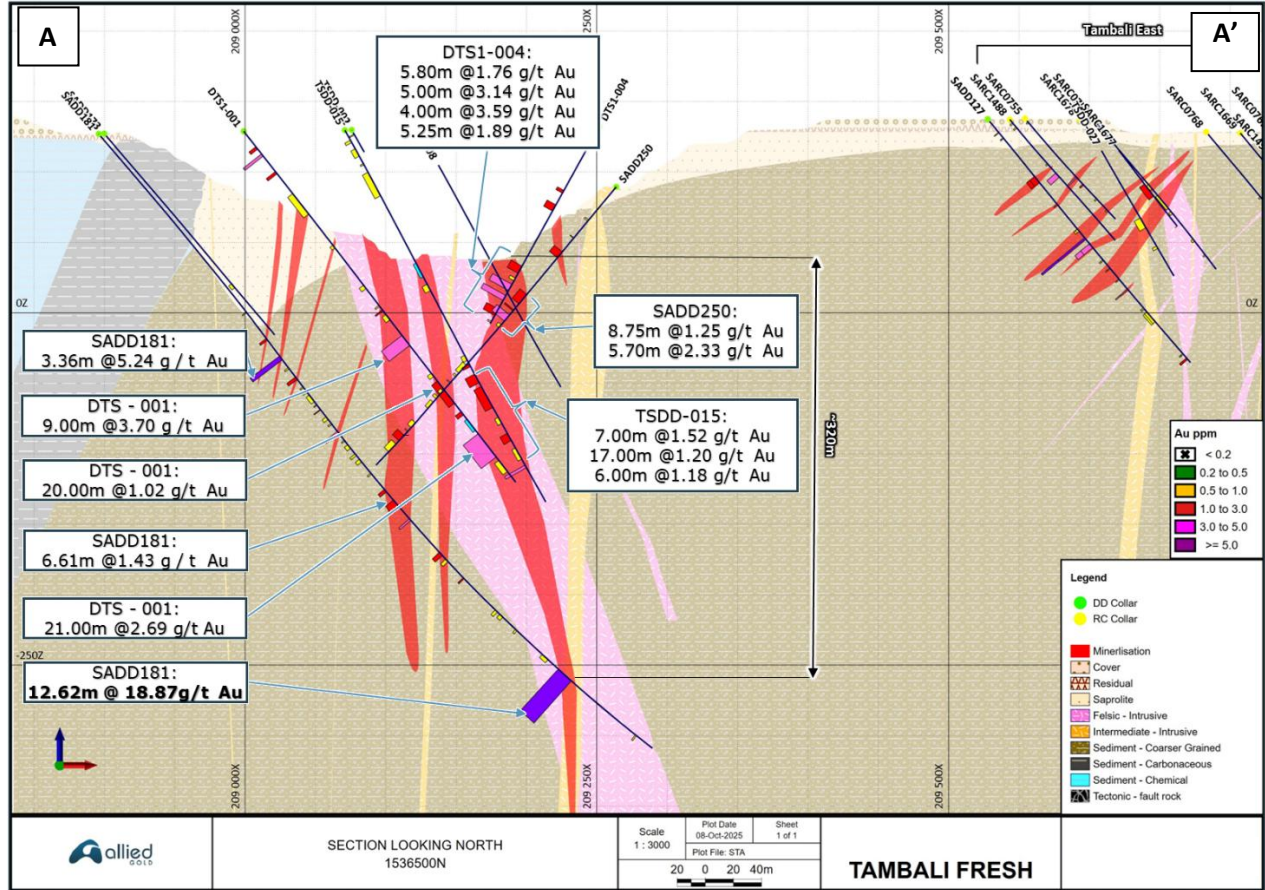 A
A'
209 000X
250X
209 500X
Tambali East
SADD181
DTS1-001
TSDD-015
DTS1-004
SADD250
SADD127
SARC1488
SARC0755
SARC1677
SARC0768
SARC1669
DTS1-004:
5.80m @1.76 g/t Au
5.00m @3.14 g/t Au
4.00m @3.59 g/t Au
5.25m @1.89 g/t Au
0Z
0Z
SADD250:
8.75m @1.25 g/t Au
5.70m @2.33 g/t Au
SADD181:
3.36m @5.24 g / t Au
DTS - 001:
9.00m @3.70 g/t Au
DTS - 001:
20.00m @1.02 g/t Au
SADD181:
6.61m @1.43 g / t Au
DTS - 001:
21.00m @2.69 g/t Au
SADD181:
12.62m @ 18.87g/t Au
TSDD-015:
7.00m @1.52 g/t Au
17.00m @1.20 g/t Au
6.00m @1.18 g/t Au
~320m
-250Z
Au ppm
< 0.2
0.2 to 0.5
0.5 to 1.0
1.0 to 3.0
3.0 to 5.0
>= 5.0
Legend
DD Collar
RC Collar
Minerlisation
Cover
Residual
Saprolite
Felsic - Intrusive
Intermediate - Intrusive
Sediment - Coarser Grained
Sediment - Carbonaceous
Sediment - Chemical
Tectonic - fault rock
209 000X
209 250X
209 500X
allied
GOLD
SECTION LOOKING NORTH
1536500N
Scale
1 : 3000
Plot Date
08-Oct-2025
Sheet
1 of 1
Plot File: STA
20 0 20 40m
TAMBALI FRESH